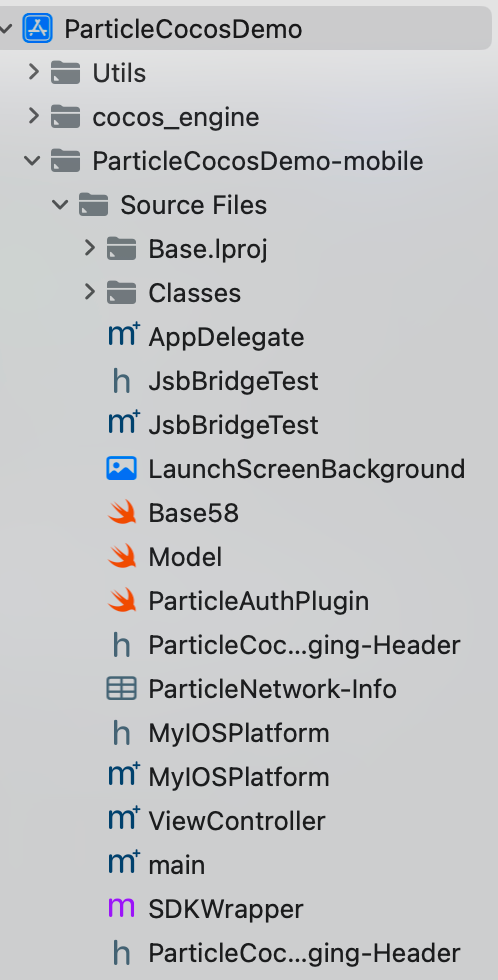 ParticleCocosDemo
Utils
cocos_engine
ParticleCocosDemo-mobile
Source Files
Base.lproj
Classes
m+ AppDelegate
h JsbBridgeTest
m+ JsbBridgeTest
LaunchScreenBackground
Base58
Model
ParticleAuthPlugin
h ParticleCoc...ging-Header
ParticleNetwork-Info
h MyIOSPlatform
m+ MyIOSPlatform
m+ ViewController
m+ main
m SDKWrapper
h ParticleCoc...ging-Header